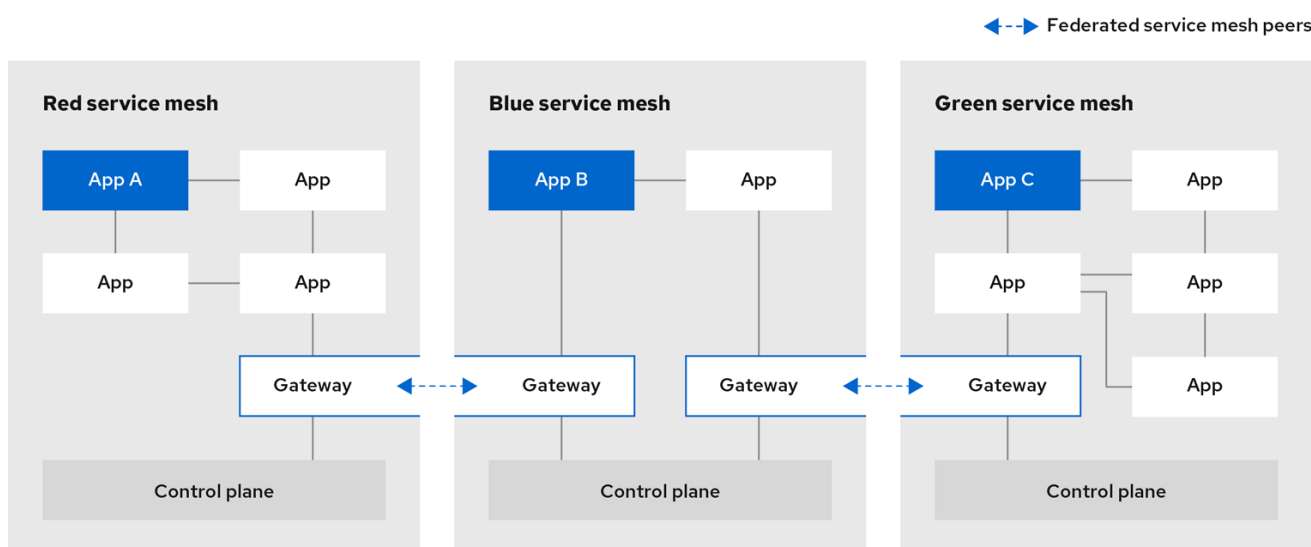 Federated service mesh peers
Red service mesh
App A
App
App
App
Gateway
Control plane
Blue service mesh
App B
App
Gateway
Gateway
Control plane
Green service mesh
App C
App
App
App
App
Gateway
Control plane